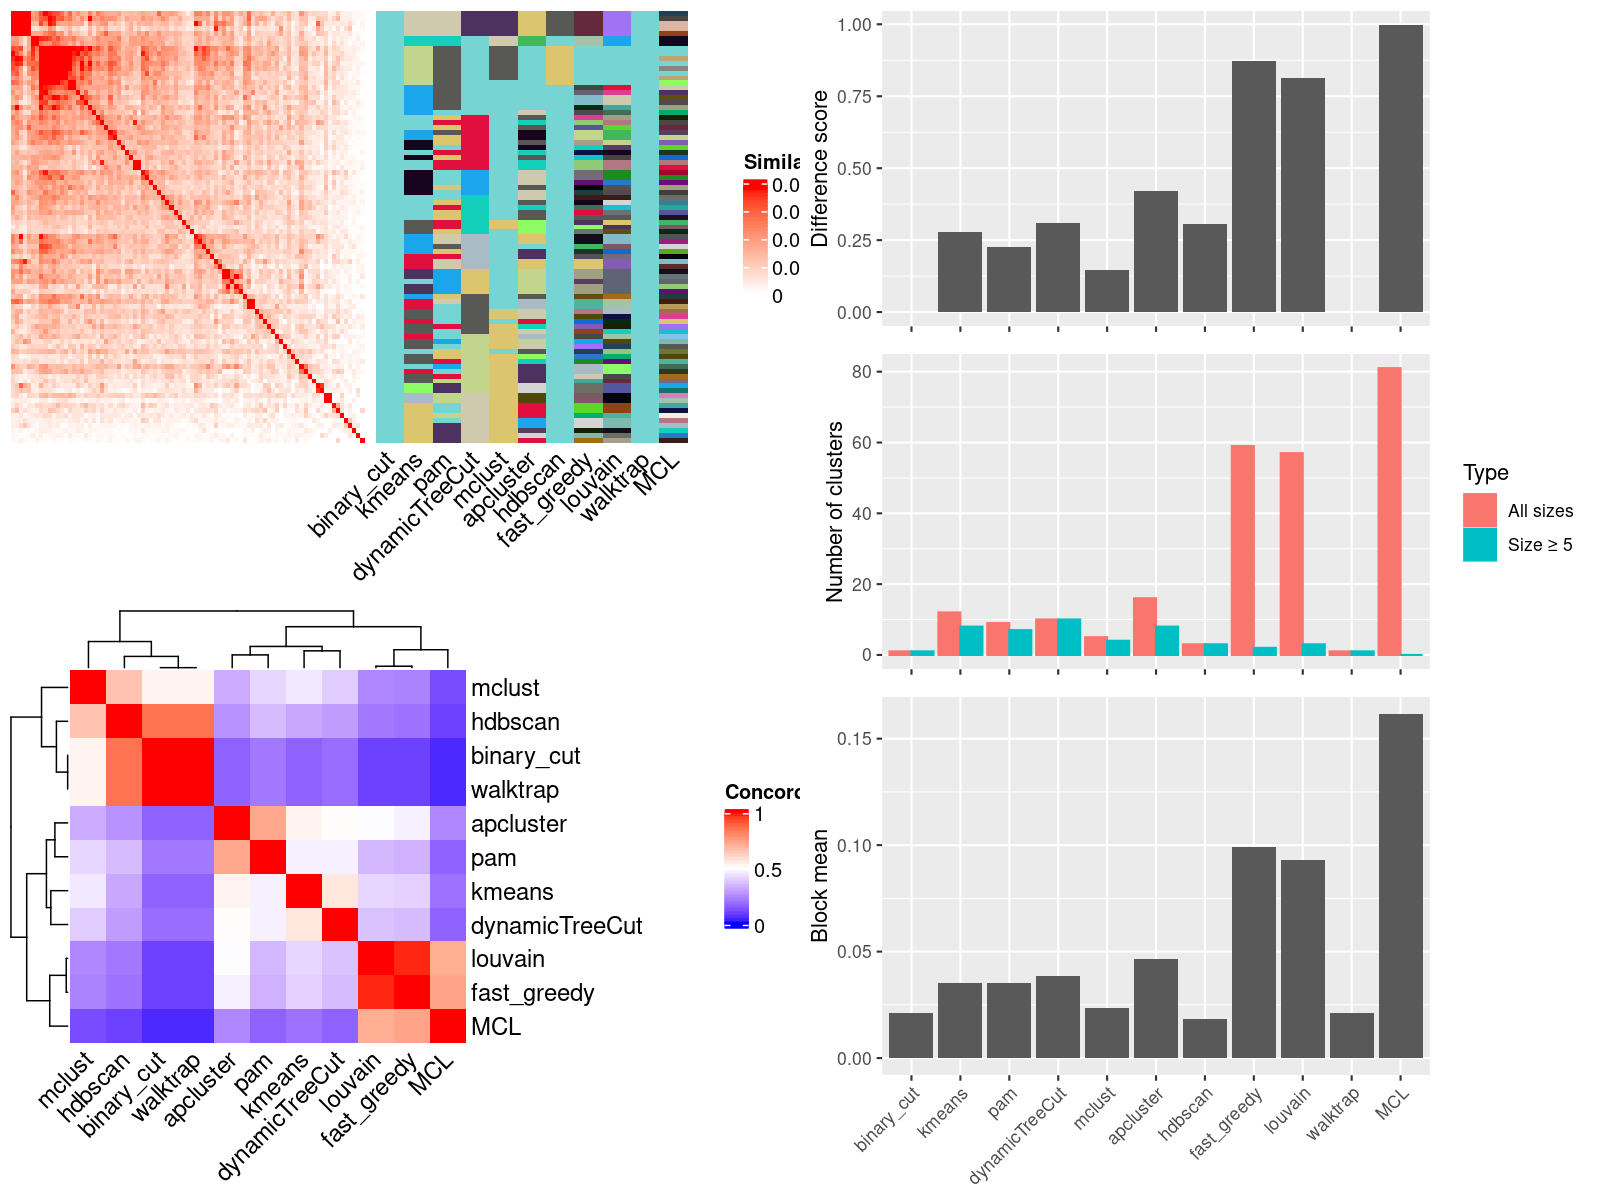 Simila
0.0
0.0
0.0
0.0
0
binary_cut
kmeans
pam
dynamicTreeCut
mclust
apcluster
hdbscan
fast_greedy
louvain
walktrap
MCL
mclust
hdbscan
binary_cut
walktrap
apcluster
pam
kmeans
dynamicTreeCut
louvain
fast_greedy
MCL
mclust
hdbscan
binary_cut
walktrap
apcluster
pam
kmeans
dynamicTreeCut
louvain
fast_greedy
MCL
Concord
1
0.5
0
Difference score
1.00
0.75
0.50
0.25
0.00
Number of clusters
80
60
40
20
0
Type
All sizes
Size ≥ 5
Block mean
0.15
0.10
0.05
0.00
binary_cut
kmeans
pam
dynamicTreeCut
mclust
apcluster
hdbscan
fast_greedy
louvain
walktrap
MCL